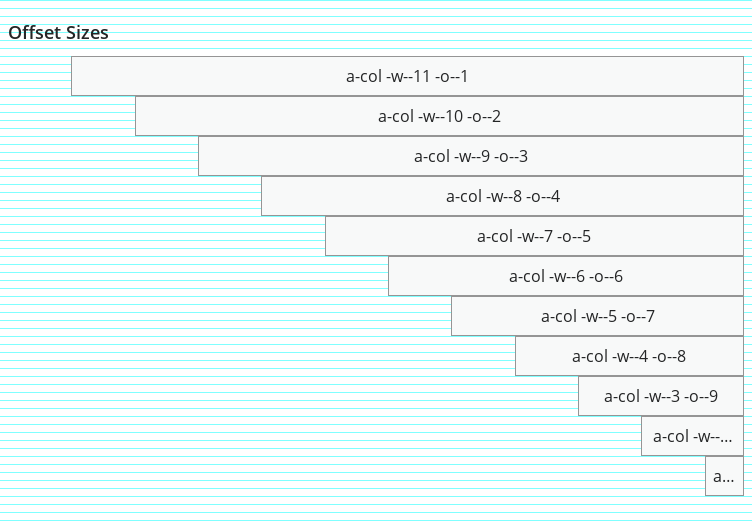 Offset Sizes
a-col -w--11 -o--1
a-col -w--10 -o--2
a-col -w--9 -o--3
a-col -w--8 -o--4
a-col -w--7 -o--5
a-col -w--6 -o--6
a-col -w--5 -o--7
a-col -w--4 -o--8
a-col -w--3 -o--9
a-col -w--...
a...